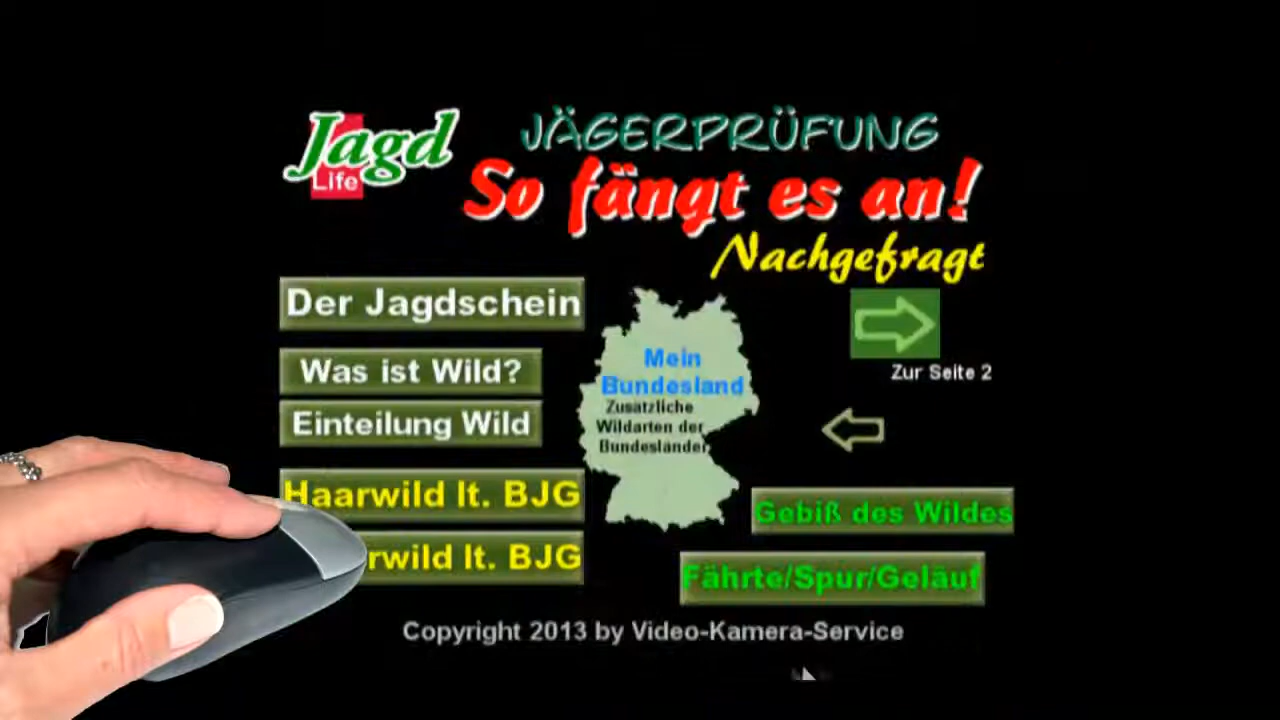 Jagd
Life
JÄGERPRÜFUNG
So fängt es an!
Nachgefragt
Der Jagdschein
Was ist Wild?
Einteilung Wild
Haarwild lt. BJG
rwild lt. BJG
Mein
Bundesland
Zusätzliche
Wildarten der
Bundesländer
Zur Seite 2
Gebiß des Wildes
Fährte/Spur/Geläuf
Copyright 2013 by Video-Kamera-Service